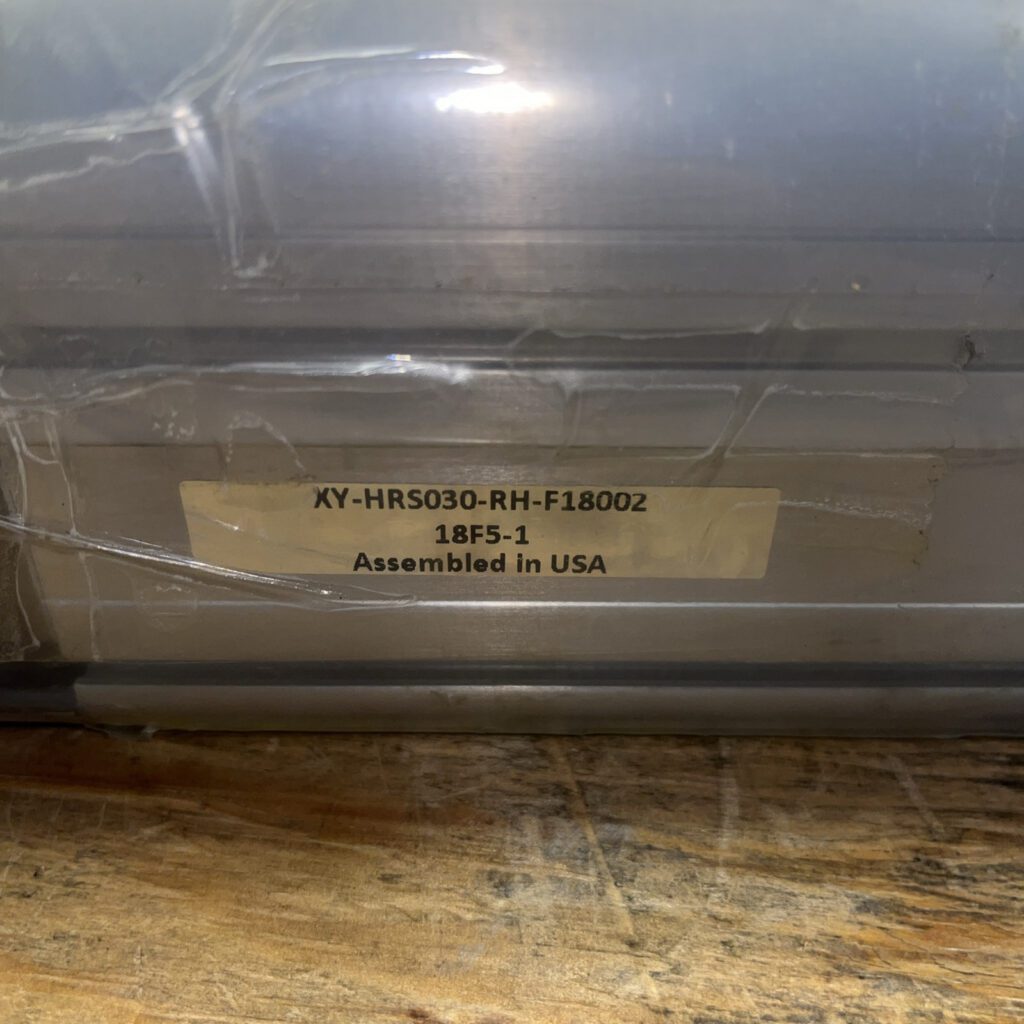 XY-HRS030-RH-F18002
18F5-1
Assembled in USA